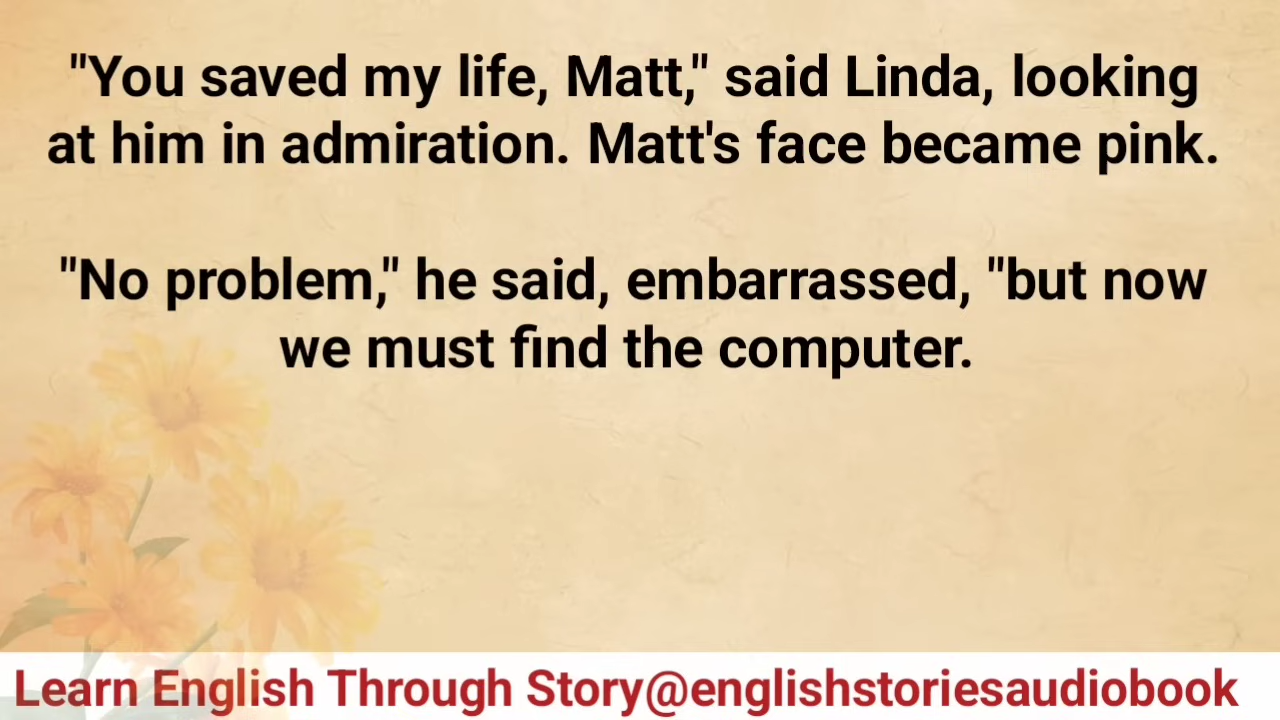 "You saved my life, Matt," said Linda, looking
at him in admiration. Matt's face became pink.
"No problem," he said, embarrassed, "but now
we must find the computer.
Learn English Through Story@englishstoriesaudiobook